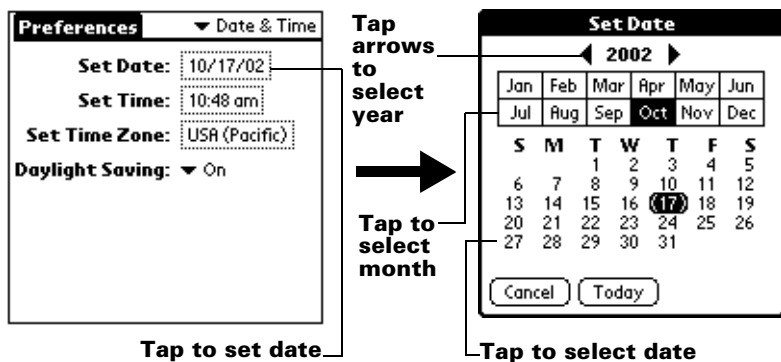 Preferences
Date & Time
Set Date: 10/17/02
Set Time: 10:48 am
Set Time Zone: USA (Pacific)
Daylight Saving: On
Tap to set date
Tap
arrows
to
select
year
Tap to
select
month
Set Date
2002
Jan Feb Mar Apr May Jun
Jul Aug Sep Oct Nov Dec
S M T W T F S
1 2 3 4 5
6 7 8 9 10 11 12
13 14 15 16 17 18 19
20 21 22 23 24 25 26
27 28 29 30 31
Cancel Today
Tap to select date